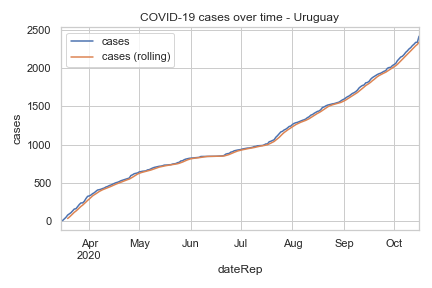 COVID-19 cases over time - Uruguay
cases
cases (rolling)
2500
2000
1500
1000
500
0
cases
Apr
2020
May
Jun
Jul
Aug
Sep
Oct
dateRep